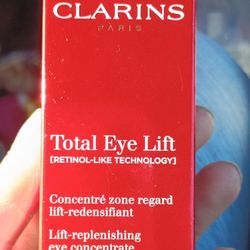 CLARINS
PARIS
Total Eye Lift
[RETINOL-LIKE TECHNOLOGY]
Concentré zone regard
lift-redensifiant
Lift-replenishing
eye concentrate